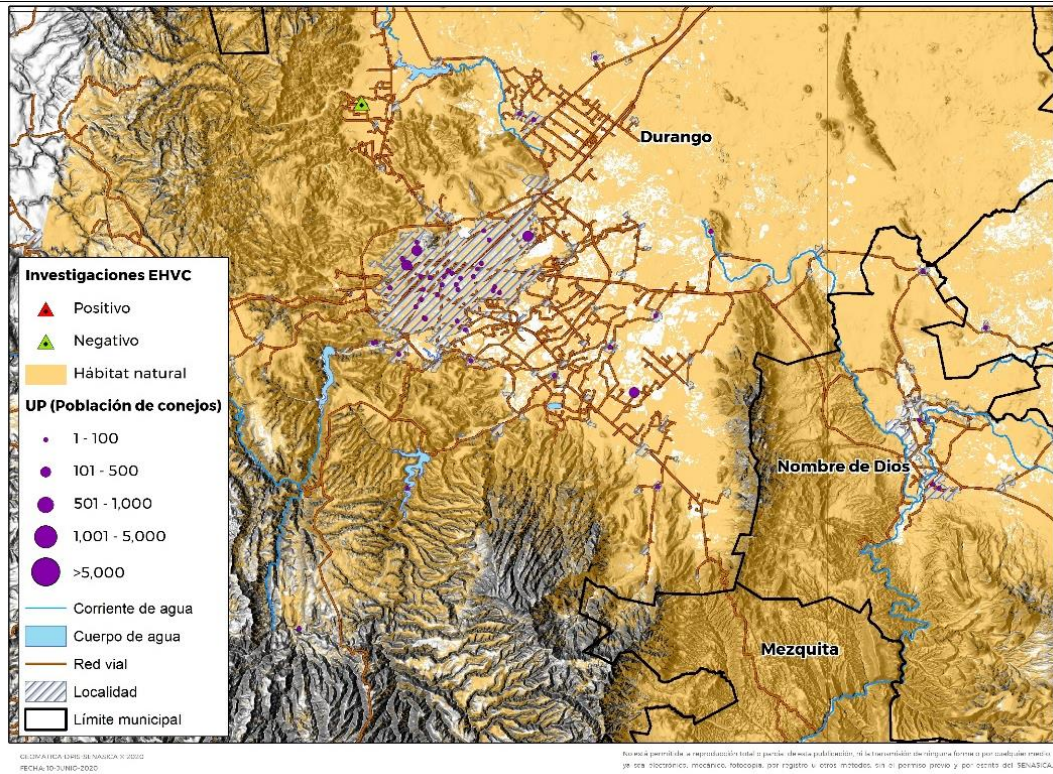 Durango
Nombre de Dios
Mezquita
Investigaciones EHVC
Positivo
Negativo
Hábitat natural
UP (Población de conejos)
1 - 100
101 - 500
501 - 1,000
1,001 - 5,000
>5,000
Corriente de agua
Cuerpo de agua
Red vial
Localidad
Límite municipal
GEOMÁTICA DPIS-SENASICA © 2020
FECHA: 10-JUNIO-2020
No está permitida la reproducción total o parcial de esta publicación, ni la transmisión de ninguna forma o por cualquier medio,
ya sea electrónico, mecánico, fotocopia, por registro u otros métodos, sin el permiso previo y por escrito del SENASICA.